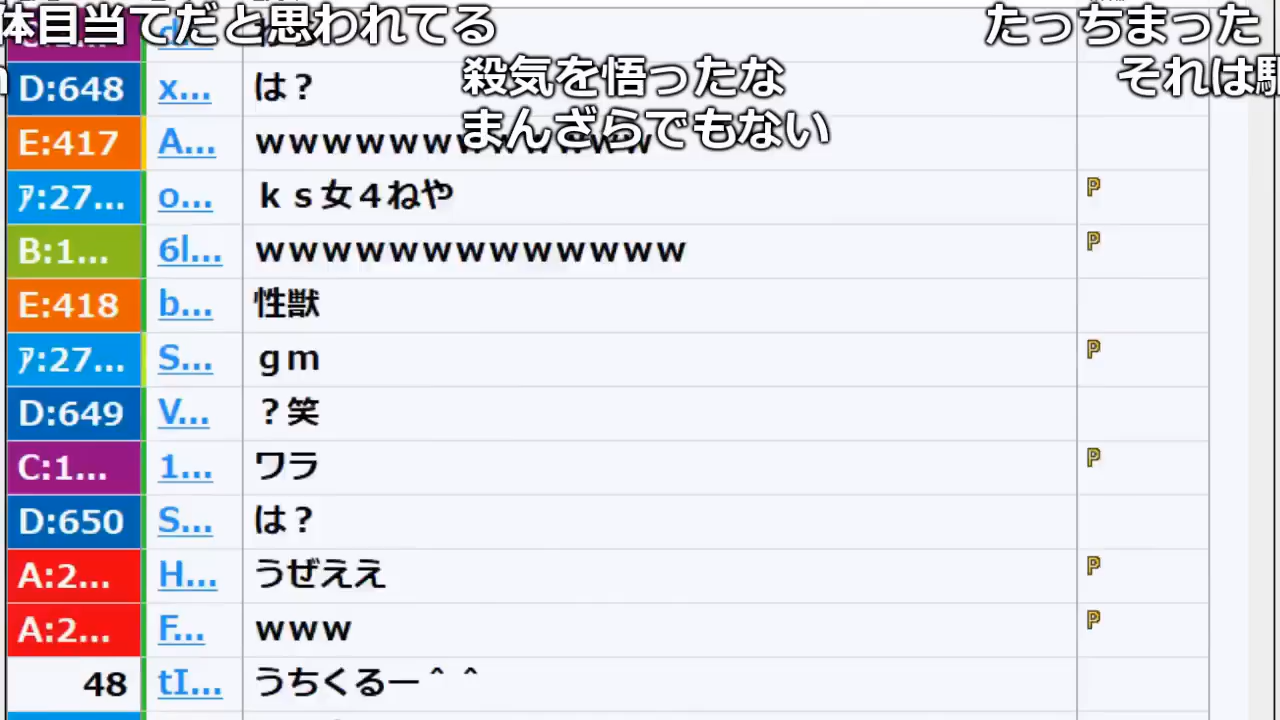 体目当てだと思われてる
たっちまった
d...
D:648 x... は？
殺気を悟ったな
それは駆
まんざらでもない
E:417 A... ｗｗｗｗｗｗｗｗｗｗｗｗ
ｱ:27... o... ｋｓ女４ねや P
B:1... 6l... ｗｗｗｗｗｗｗｗｗｗｗｗｗ P
E:418 b... 性獣
ｱ:27... S... ｇｍ P
D:649 V... ？笑
C:1... 1... ワラ P
D:650 S... は？
A:2... H... うぜええ P
A:2... F... ｗｗｗ P
48 tI... うちくるー＾＾